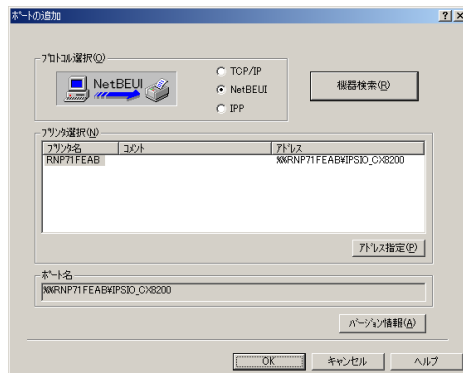 ﾎﾟｰﾄの追加
ﾌﾟﾛﾄｺﾙ選択(O)
NetBEUI
TCP/IP
NetBEUI
IPP
機器検索(R)
ﾌﾟﾘﾝﾀ選択(N)
ﾌﾟﾘﾝﾀ名 ｺﾒﾝﾄ ｱﾄﾞﾚｽ
RNP71FEAB %%RNP71FEAB¥IPSIO_CX8200
ｱﾄﾞﾚｽ指定(P)
ﾎﾟｰﾄ名
%%RNP71FEAB¥IPSIO_CX8200
ﾊﾞｰｼﾞｮﾝ情報(A)
OK ｷｬﾝｾﾙ ﾍﾙﾌﾟ